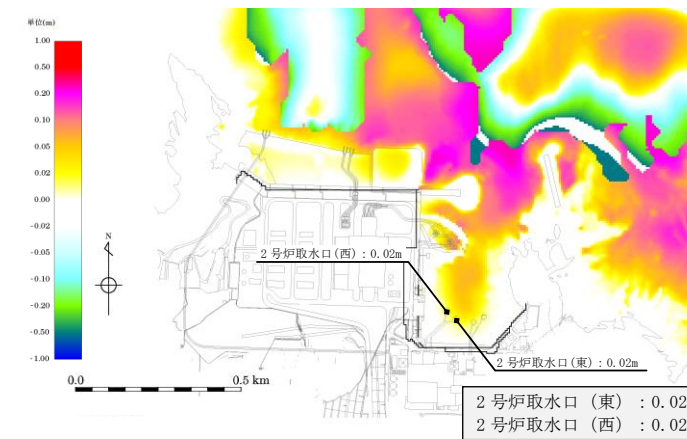 単位(m)
1.00
0.50
0.20
0.10
0.05
0.02
0.00
-0.02
-0.05
-0.10
-0.20
-0.50
-1.00
N
2号炉取水口(西)：0.02m
2号炉取水口(東)：0.02m
0.0
0.5 km
2号炉取水口（東）：0.02
2号炉取水口（西）：0.02